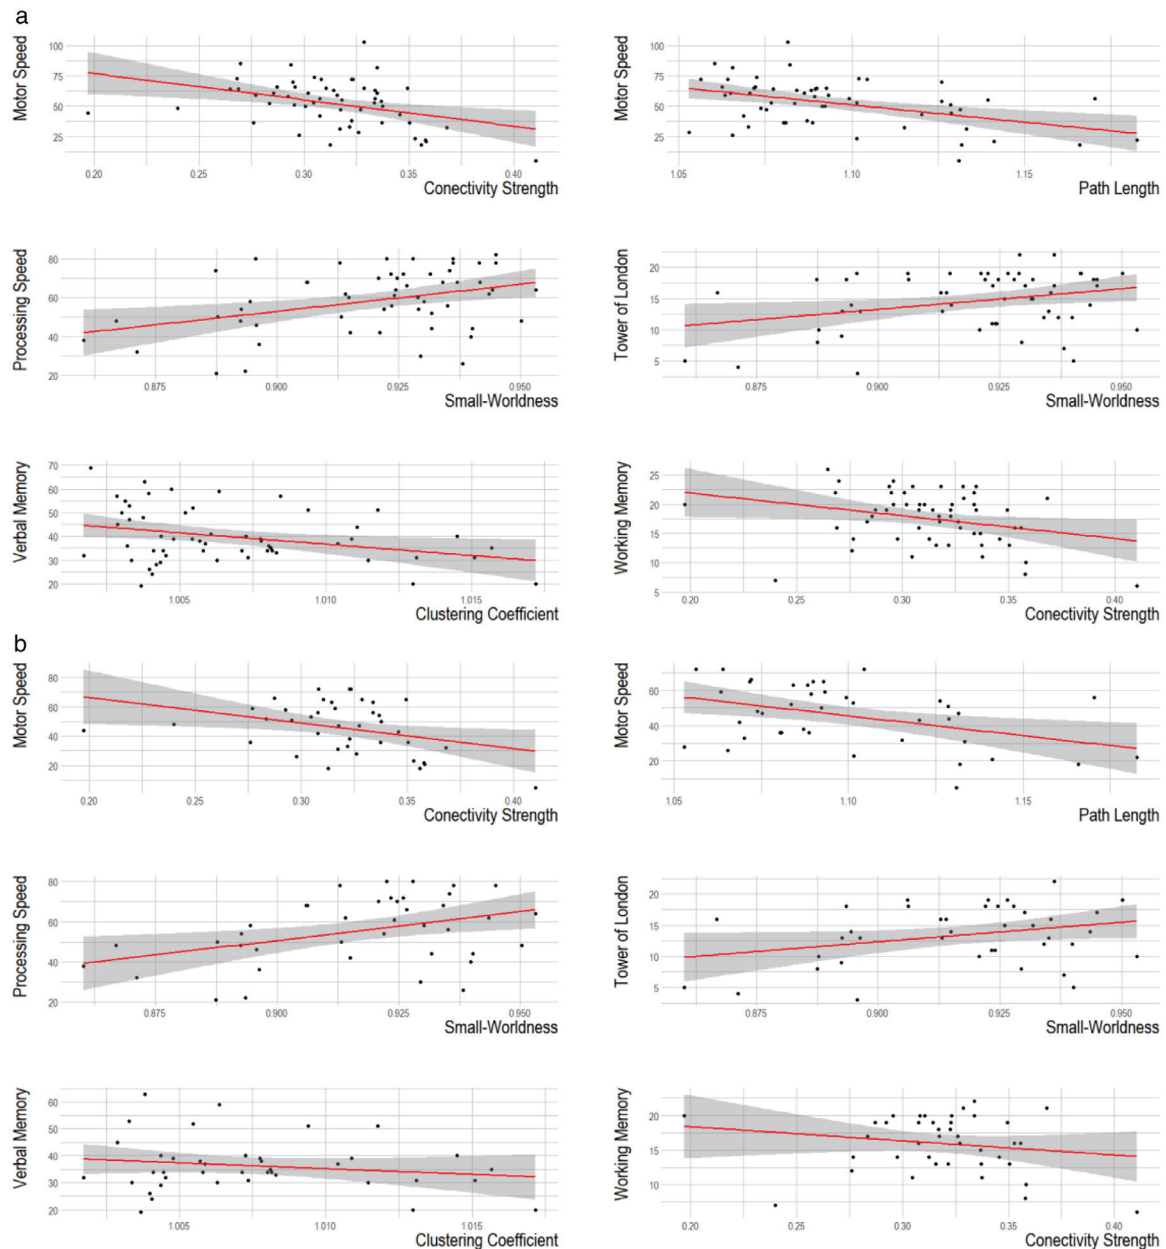 a
Motor Speed
100
75
50
25
0.20 0.25 0.30 0.35 0.40
Conectivity Strength
Motor Speed
100
75
50
25
1.05 1.10 1.15
Path Length
Processing Speed
80
60
40
20
0.875 0.900 0.925 0.950
Small-Worldness
Tower of London
20
15
10
5
0.875 0.900 0.925 0.950
Small-Worldness
Verbal Memory
70
60
50
40
30
20
1.005 1.010 1.015
Clustering Coefficient
Working Memory
25
20
15
10
5
0.20 0.25 0.30 0.35 0.40
Conectivity Strength
b
Motor Speed
80
60
40
20
0.20 0.25 0.30 0.35 0.40
Conectivity Strength
Motor Speed
60
40
20
1.05 1.10 1.15
Path Length
Processing Speed
80
60
40
20
0.875 0.900 0.925 0.950
Small-Worldness
Tower of London
20
15
10
5
0.875 0.900 0.925 0.950
Small-Worldness
Verbal Memory
60
50
40
30
20
1.005 1.010 1.015
Clustering Coefficient
Working Memory
20
15
10
0.20 0.25 0.30 0.35 0.40
Conectivity Strength